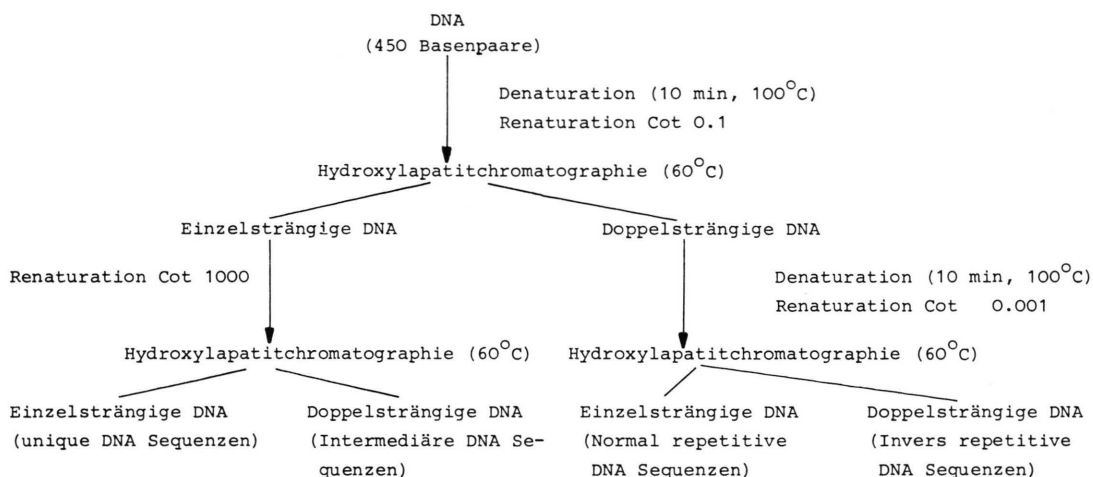 DNA
(450 Basenpaare)
Denaturation (10 min, 100°C)
Renaturation Cot 0.1
Hydroxylapatitchromatographie (60°C)
Einzelsträngige DNA
Doppelsträngige DNA
Renaturation Cot 1000
Denaturation (10 min, 100°C)
Renaturation Cot 0.001
Hydroxylapatitchromatographie (60°C)
Hydroxylapatitchromatographie (60°C)
Einzelsträngige DNA
(unique DNA Sequenzen)
Doppelsträngige DNA
(Intermediäre DNA Se-
quenzen)
Einzelsträngige DNA
(Normal repetitive
DNA Sequenzen)
Doppelsträngige DNA
(Invers repetitive
DNA Sequenzen)